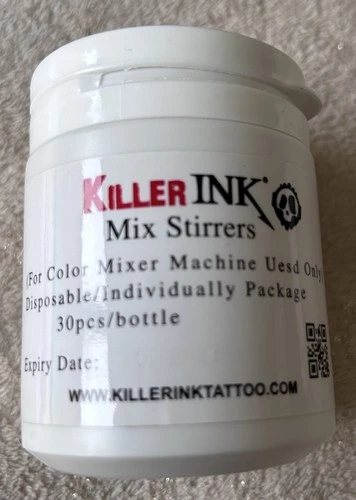 KILLER INK®
Mix Stirrers
(For Color Mixer Machine Uesd Only)
Disposable/Individually Package
30pcs/bottle
Expiry Date:
WWW.KILLERINKTATTOO.COM